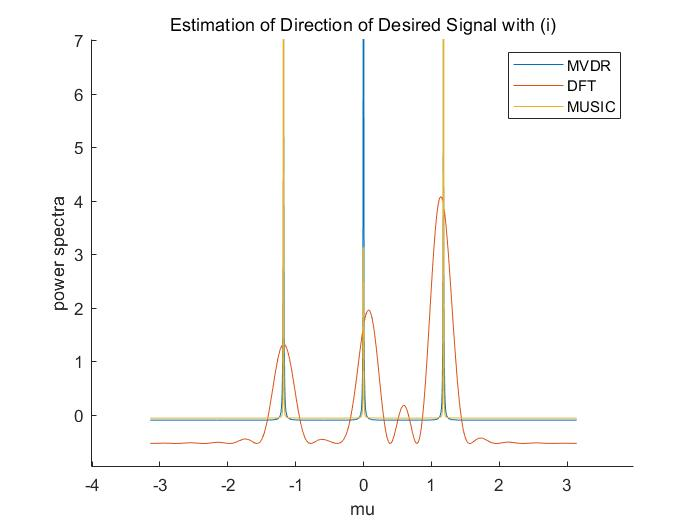 Estimation of Direction of Desired Signal with (i)
7
6
5
4
3
2
1
0
power spectra
MVDR
DFT
MUSIC
-4 -3 -2 -1 0 1 2 3
mu